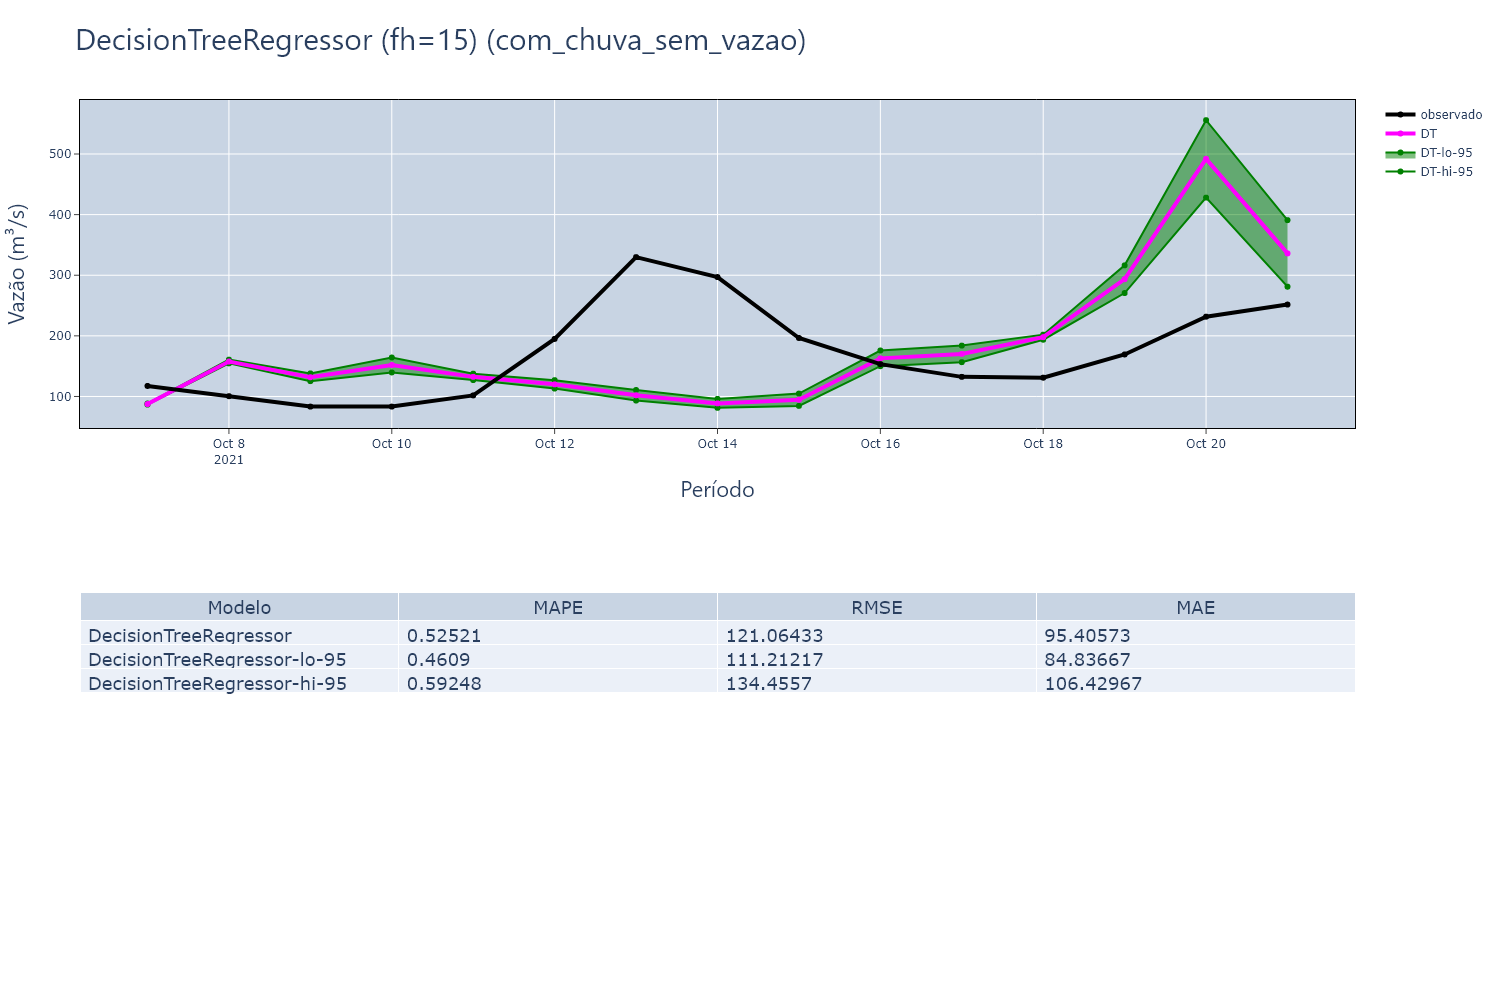 DecisionTreeRegressor (fh=15) (com_chuva_sem_vazao)
observado
DT
DT-lo-95
DT-hi-95
Vazão (m³/s)
500
400
300
200
100
Oct 8 Oct 10 Oct 12 Oct 14 Oct 16 Oct 18 Oct 20
2021
Período
Modelo MAPE RMSE MAE
DecisionTreeRegressor 0.52521 121.06433 95.40573
DecisionTreeRegressor-lo-95 0.4609 111.21217 84.83667
DecisionTreeRegressor-hi-95 0.59248 134.4557 106.42967